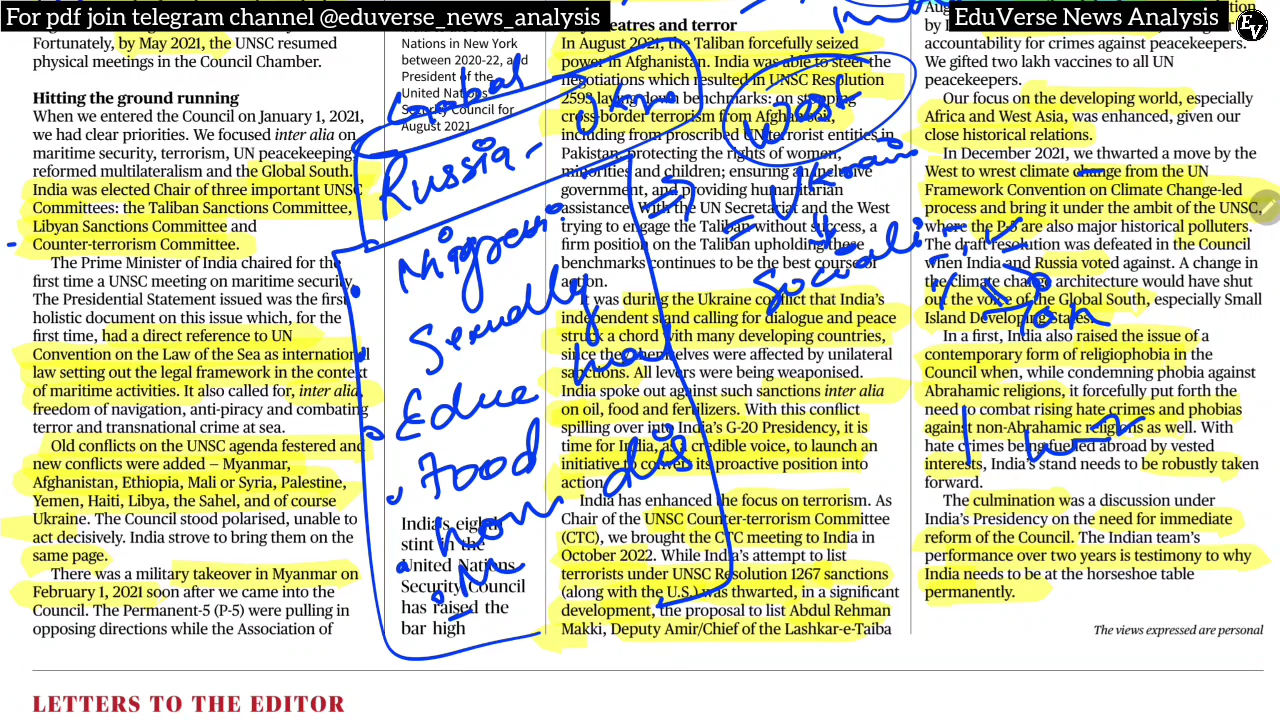 For pdf join telegram channel @eduverse_news_analysis
EduVerse News Analysis
EV
Fortunately, by May 2021, the UNSC resumed
physical meetings in the Council Chamber.
Hitting the ground running
When we entered the Council on January 1, 2021,
we had clear priorities. We focused inter alia on
maritime security, terrorism, UN peacekeeping,
reformed multilateralism and the Global South.
India was elected Chair of three important UNSC
Committees: the Taliban Sanctions Committee,
Libyan Sanctions Committee and
Counter-terrorism Committee.
The Prime Minister of India chaired for the
first time a UNSC meeting on maritime security.
The Presidential Statement issued was the first
holistic document on this issue which, for the
first time, had a direct reference to UN
Convention on the Law of the Sea as international
law setting out the legal framework in the context
of maritime activities. It also called for, inter alia,
freedom of navigation, anti-piracy and combating
terror and transnational crime at sea.
Old conflicts on the UNSC agenda festered and
new conflicts were added – Myanmar,
Afghanistan, Ethiopia, Mali or Syria, Palestine,
Yemen, Haiti, Libya, the Sahel, and of course
Ukraine. The Council stood polarised, unable to
act decisively. India strove to bring them on the
same page.
There was a military takeover in Myanmar on
February 1, 2021 soon after we came into the
Council. The Permanent-5 (P-5) were pulling in
opposing directions while the Association of
Nations in New York
between 2020-22, and
President of the
United Nations
Security Council for
August 2021
India's eighth
stint in the
United Nations
Security Council
has raised the
bar high
Global
Russia -
Ukra
Migran
Sexually
Educ
Food
hom
M
dis
West
= Ukrain
Sociali
eatres and terror
In August 2021, the Taliban forcefully seized
power in Afghanistan. India was able to steer the
negotiations which resulted in UNSC Resolution
2593 laying down benchmarks: on stopping
cross-border terrorism from Afghan soil,
including from proscribed UN terrorist entities in
Pakistan; protecting the rights of women,
minorities and children; ensuring an inclusive
government, and providing humanitarian
assistance. With the UN Secretariat and the West
trying to engage the Taliban without success, a
firm position on the Taliban upholding these
benchmarks continues to be the best course of
action.
It was during the Ukraine conflict that India's
independent stand calling for dialogue and peace
struck a chord with many developing countries,
since they themselves were affected by unilateral
sanctions. All levers were being weaponised.
India spoke out against such sanctions inter alia
on oil, food and fertilizers. With this conflict
spilling over into India's G-20 Presidency, it is
time for India, as a credible voice, to launch an
initiative to convert its proactive position into
action.
India has enhanced the focus on terrorism. As
Chair of the UNSC Counter-terrorism Committee
(CTC), we brought the CTC meeting to India in
October 2022. While India's attempt to list
terrorists under UNSC Resolution 1267 sanctions
(along with the U.S.) was thwarted, in a significant
development, the proposal to list Abdul Rehman
Makki, Deputy Amir/Chief of the Lashkar-e-Taiba
accountability for crimes against peacekeepers.
We gifted two lakh vaccines to all UN
peacekeepers.
Our focus on the developing world, especially
Africa and West Asia, was enhanced, given our
close historical relations.
In December 2021, we thwarted a move by the
West to wrest climate change from the UN
Framework Convention on Climate Change-led
process and bring it under the ambit of the UNSC,
where the P-5 are also major historical polluters.
The draft resolution was defeated in the Council
when India and Russia voted against. A change in
the climate change architecture would have shut
out the voice of the Global South, especially Small
Island Developing States.
In a first, India also raised the issue of a
contemporary form of religiophobia in the
Council when, while condemning phobia against
Abrahamic religions, it forcefully put forth the
need to combat rising hate crimes and phobias
against non-Abrahamic religions as well. With
hate crimes being fuelled abroad by vested
interests, India's stand needs to be robustly taken
forward.
The culmination was a discussion under
India's Presidency on the need for immediate
reform of the Council. The Indian team's
performance over two years is testimony to why
India needs to be at the horseshoe table
permanently.
The views expressed are personal
LETTERS TO THE EDITOR